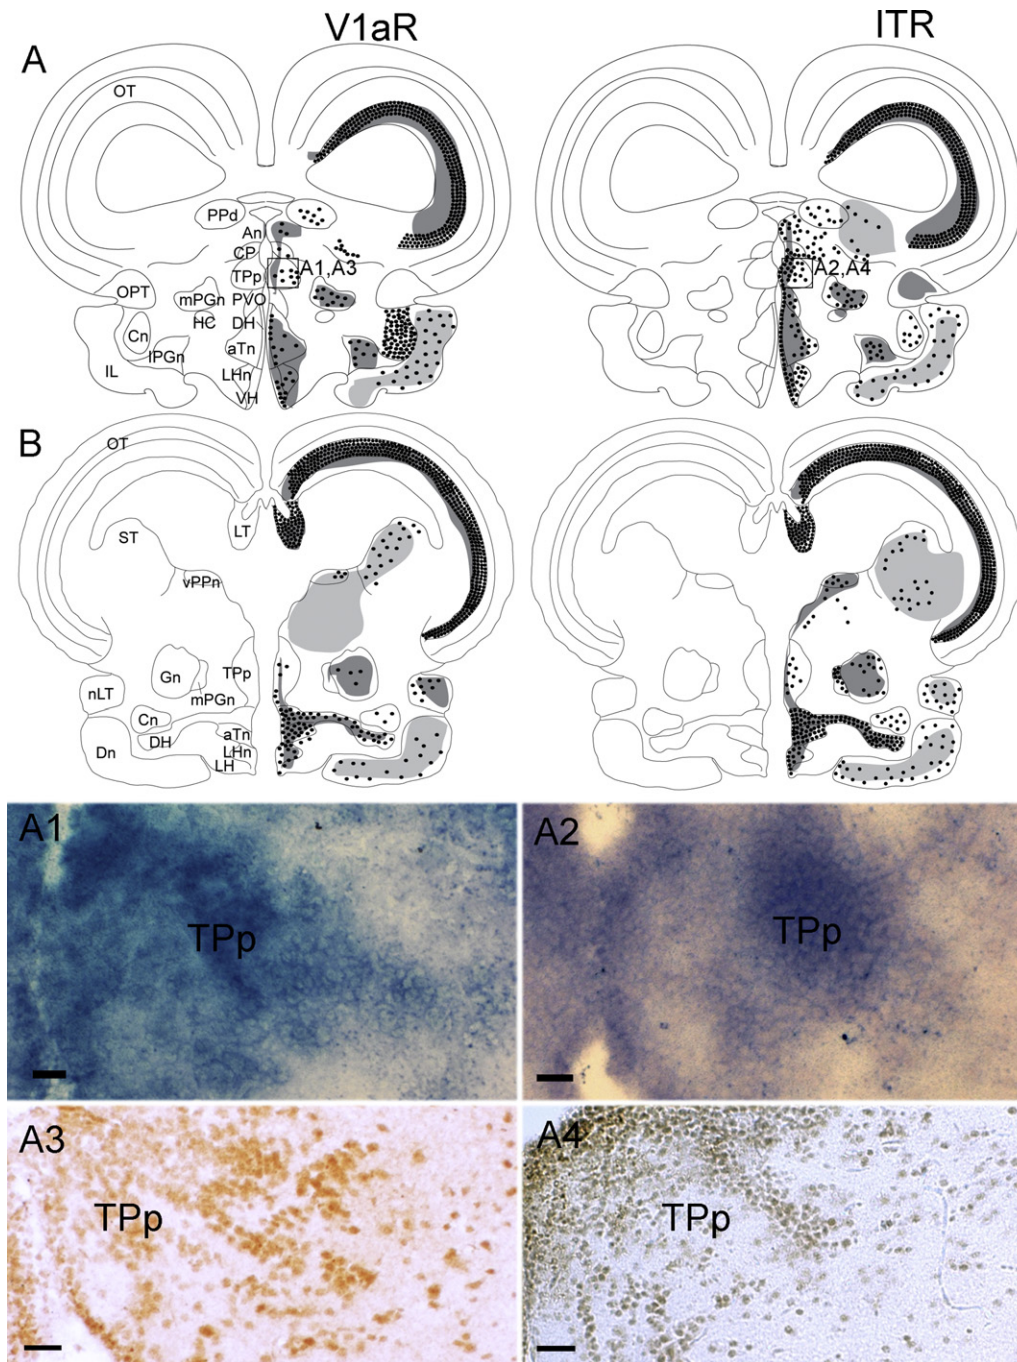 V1aR
ITR
A
OT
PPd
An
CP
TPp
A1,A3
A2,A4
OPT
mPGn
PVO
HC
DH
Cn
lPGn
aTn
IL
LHn
VH
B
OT
LT
ST
vPPn
Gn
TPp
nLT
mPGn
Cn
DH
aTn
Dn
LHn
LH
A1
TPp
A2
TPp
A3
TPp
A4
TPp